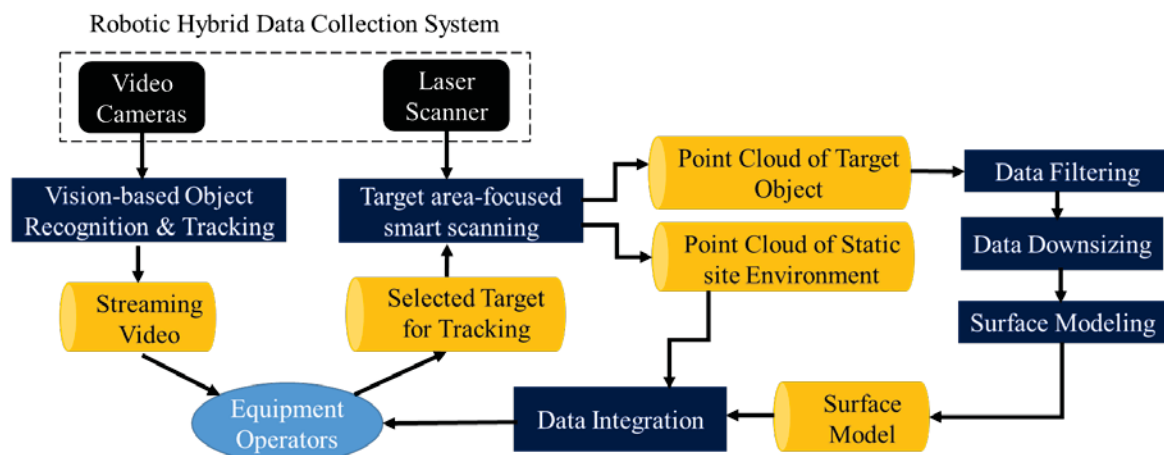 Robotic Hybrid Data Collection System
Video
Cameras
Laser
Scanner
Vision-based Object
Recognition & Tracking
Target area-focused
smart scanning
Point Cloud of Target
Object
Data Filtering
Point Cloud of Static
site Environment
Data Downsizing
Streaming
Video
Selected Target
for Tracking
Surface Modeling
Equipment
Operators
Data Integration
Surface
Model